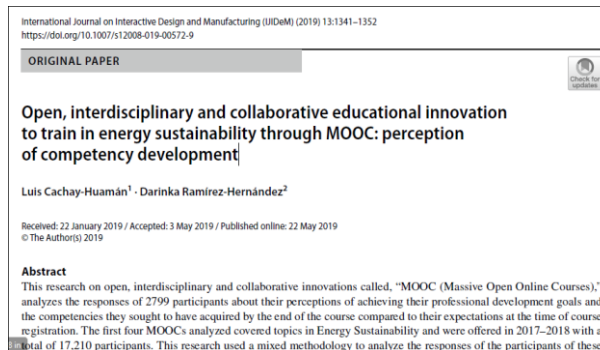 International Journal on Interactive Design and Manufacturing (IJIDeM) (2019) 13:1341–1352
https://doi.org/10.1007/s12008-019-00572-9
ORIGINAL PAPER
Check for
updates
Open, interdisciplinary and collaborative educational innovation
to train in energy sustainability through MOOC: perception
of competency development
Luis Cachay-Huamán1 · Darinka Ramírez-Hernández2
Received: 22 January 2019 / Accepted: 3 May 2019 / Published online: 22 May 2019
© The Author(s) 2019
Abstract
This research on open, interdisciplinary and collaborative innovations called, “MOOC (Massive Open Online Courses),”
analyzes the responses of 2799 participants about their perceptions of achieving their professional development goals and
the competencies they sought to have acquired by the end of the course compared to their expectations at the time of course
registration. The first four MOOCs analyzed covered topics in Energy Sustainability and were offered in 2017–2018 with a
total of 17,210 participants. This research used a mixed methodology to analyze the responses of the participants of these